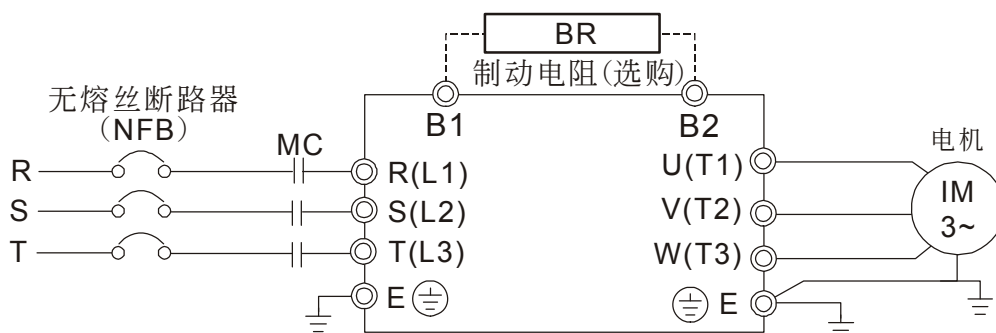 BR
制动电阻(选购)
无熔丝断路器
(NFB)
MC
B1
B2
电机
R
R(L1)
U(T1)
IM
3~
S
S(L2)
V(T2)
T
T(L3)
W(T3)
E
E